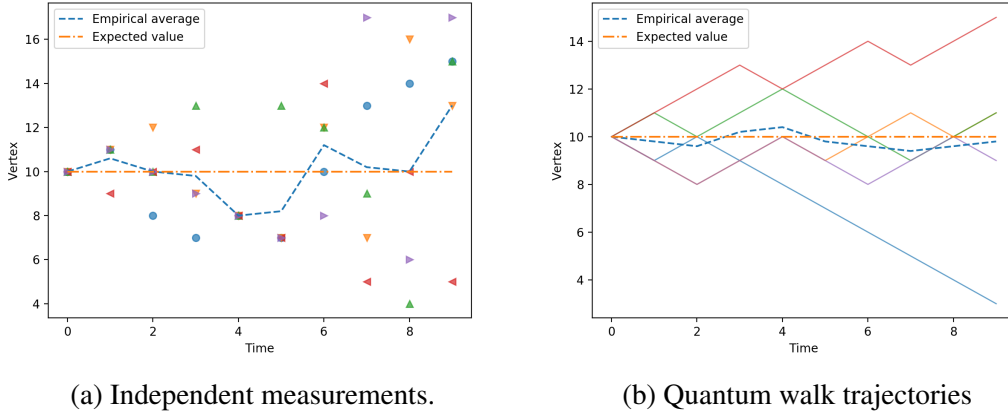 Empirical average
Expected value
16
14
12
10
8
6
4
Vertex
0
2
4
6
8
Time
(a) Independent measurements.
Empirical average
Expected value
14
12
10
8
6
4
Vertex
0
2
4
6
8
Time
(b) Quantum walk trajectories